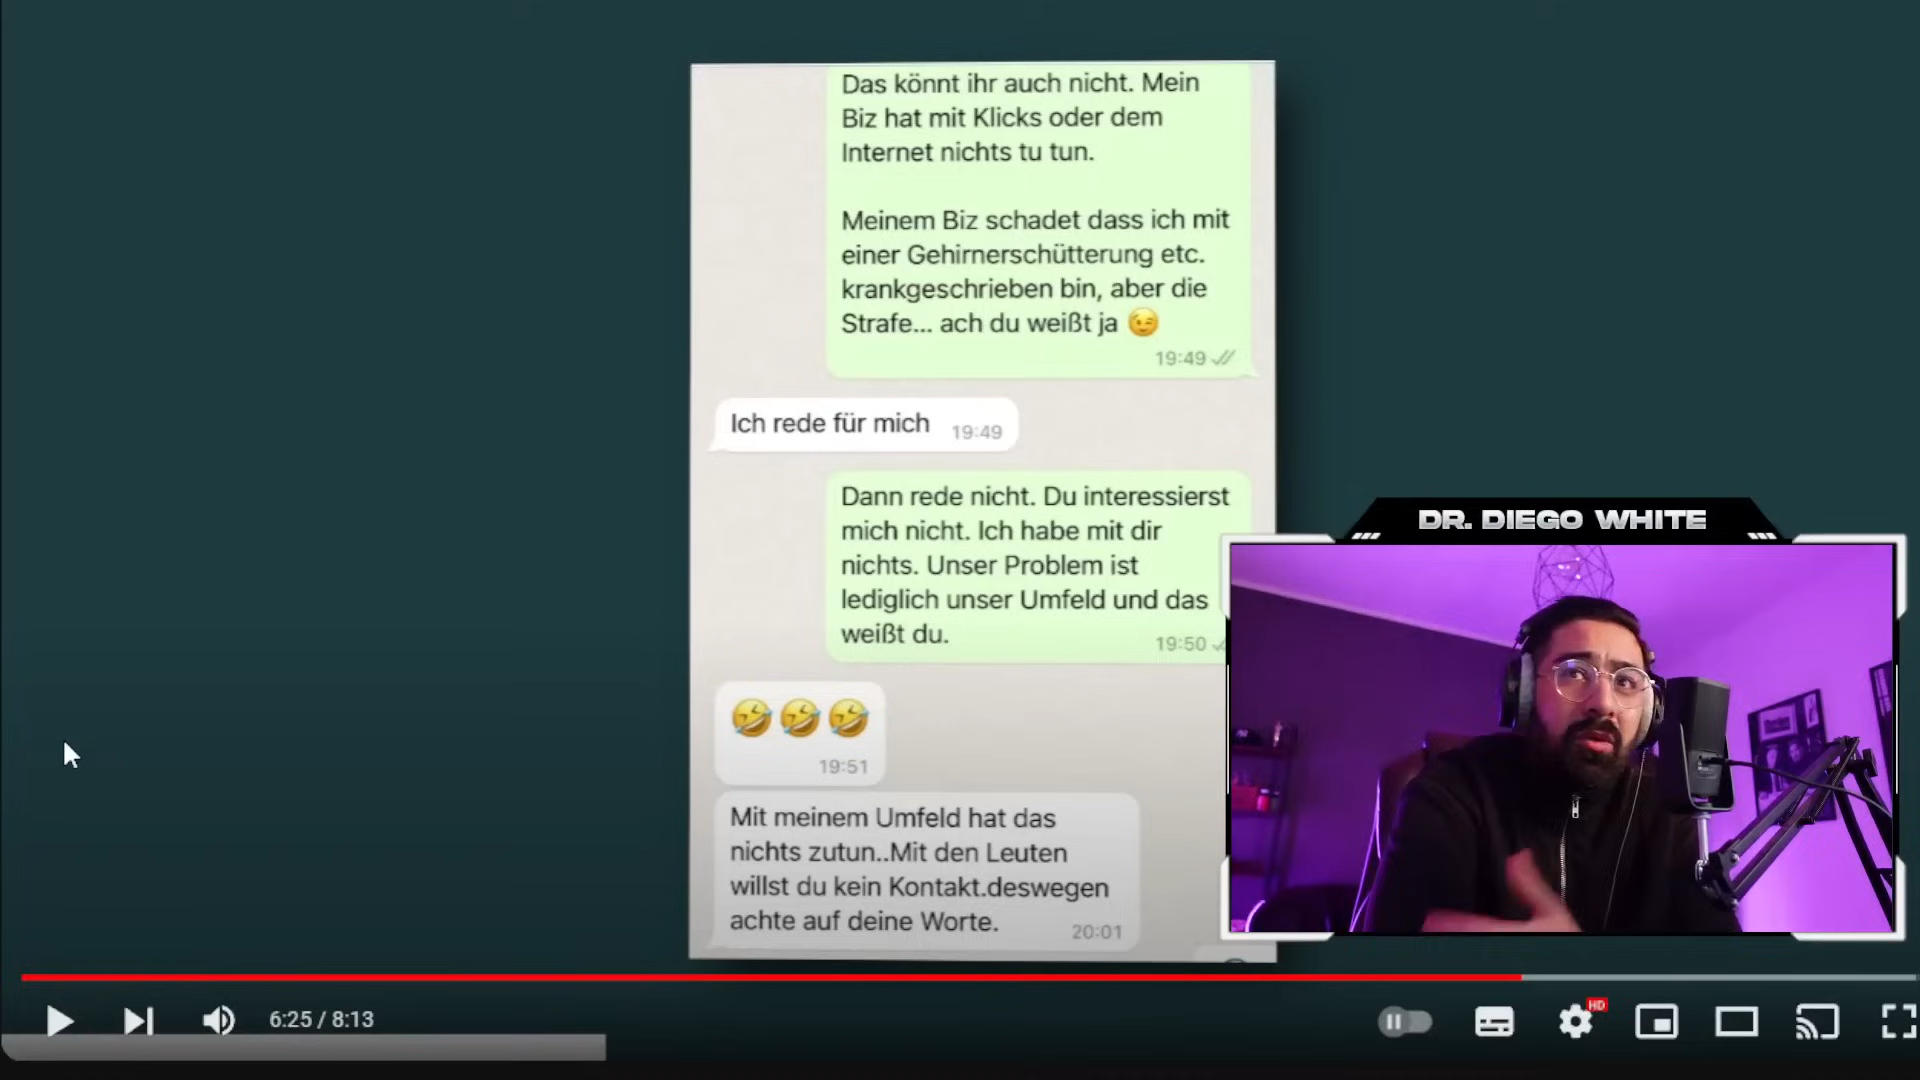 Das könnt ihr auch nicht. Mein
Biz hat mit Klicks oder dem
Internet nichts tu tun.
Meinem Biz schadet dass ich mit
einer Gehirnerschütterung etc.
krankgeschrieben bin, aber die
Strafe... ach du weißt ja 😉
19:49
Ich rede für mich 19:49
Dann rede nicht. Du interessierst
mich nicht. Ich habe mit dir
nichts. Unser Problem ist
lediglich unser Umfeld und das
weißt du. 19:50
🤣🤣🤣
19:51
Mit meinem Umfeld hat das
nichts zutun..Mit den Leuten
willst du kein Kontakt.deswegen
achte auf deine Worte. 20:01
DR. DIEGO WHITE
6:25 / 8:13
HD